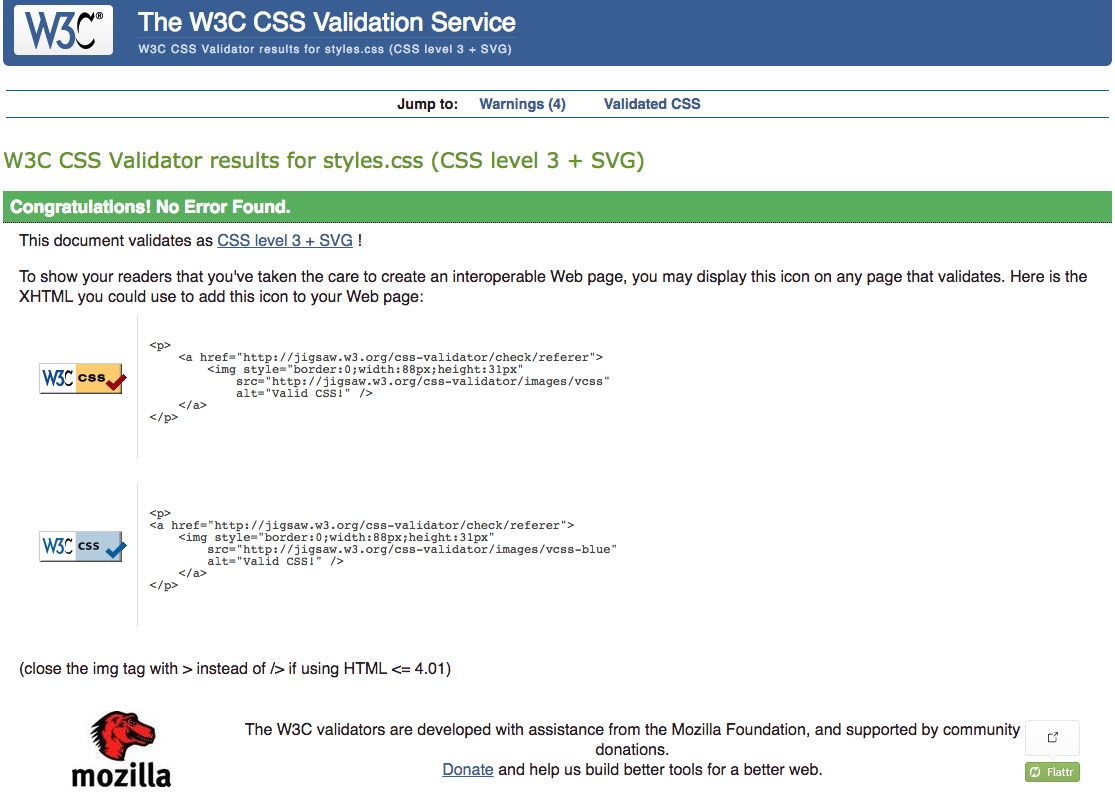 W3C®
The W3C CSS Validation Service
W3C CSS Validator results for styles.css (CSS level 3 + SVG)
Jump to: Warnings (4) Validated CSS
W3C CSS Validator results for styles.css (CSS level 3 + SVG)
Congratulations! No Error Found.
This document validates as CSS level 3 + SVG !
To show your readers that you've taken the care to create an interoperable Web page, you may display this icon on any page that validates. Here is the
XHTML you could use to add this icon to your Web page:
W3C css
<p>
<a href="http://jigsaw.w3.org/css-validator/check/referer">
<img style="border:0;width:88px;height:31px"
src="http://jigsaw.w3.org/css-validator/images/vcss"
alt="Valid CSS!" />
</a>
</p>
W3C css
<p>
<a href="http://jigsaw.w3.org/css-validator/check/referer">
<img style="border:0;width:88px;height:31px"
src="http://jigsaw.w3.org/css-validator/images/vcss-blue"
alt="Valid CSS!" />
</a>
</p>
(close the img tag with > instead of /> if using HTML <= 4.01)
mozilla
The W3C validators are developed with assistance from the Mozilla Foundation, and supported by community
donations.
Donate and help us build better tools for a better web.
Flattr